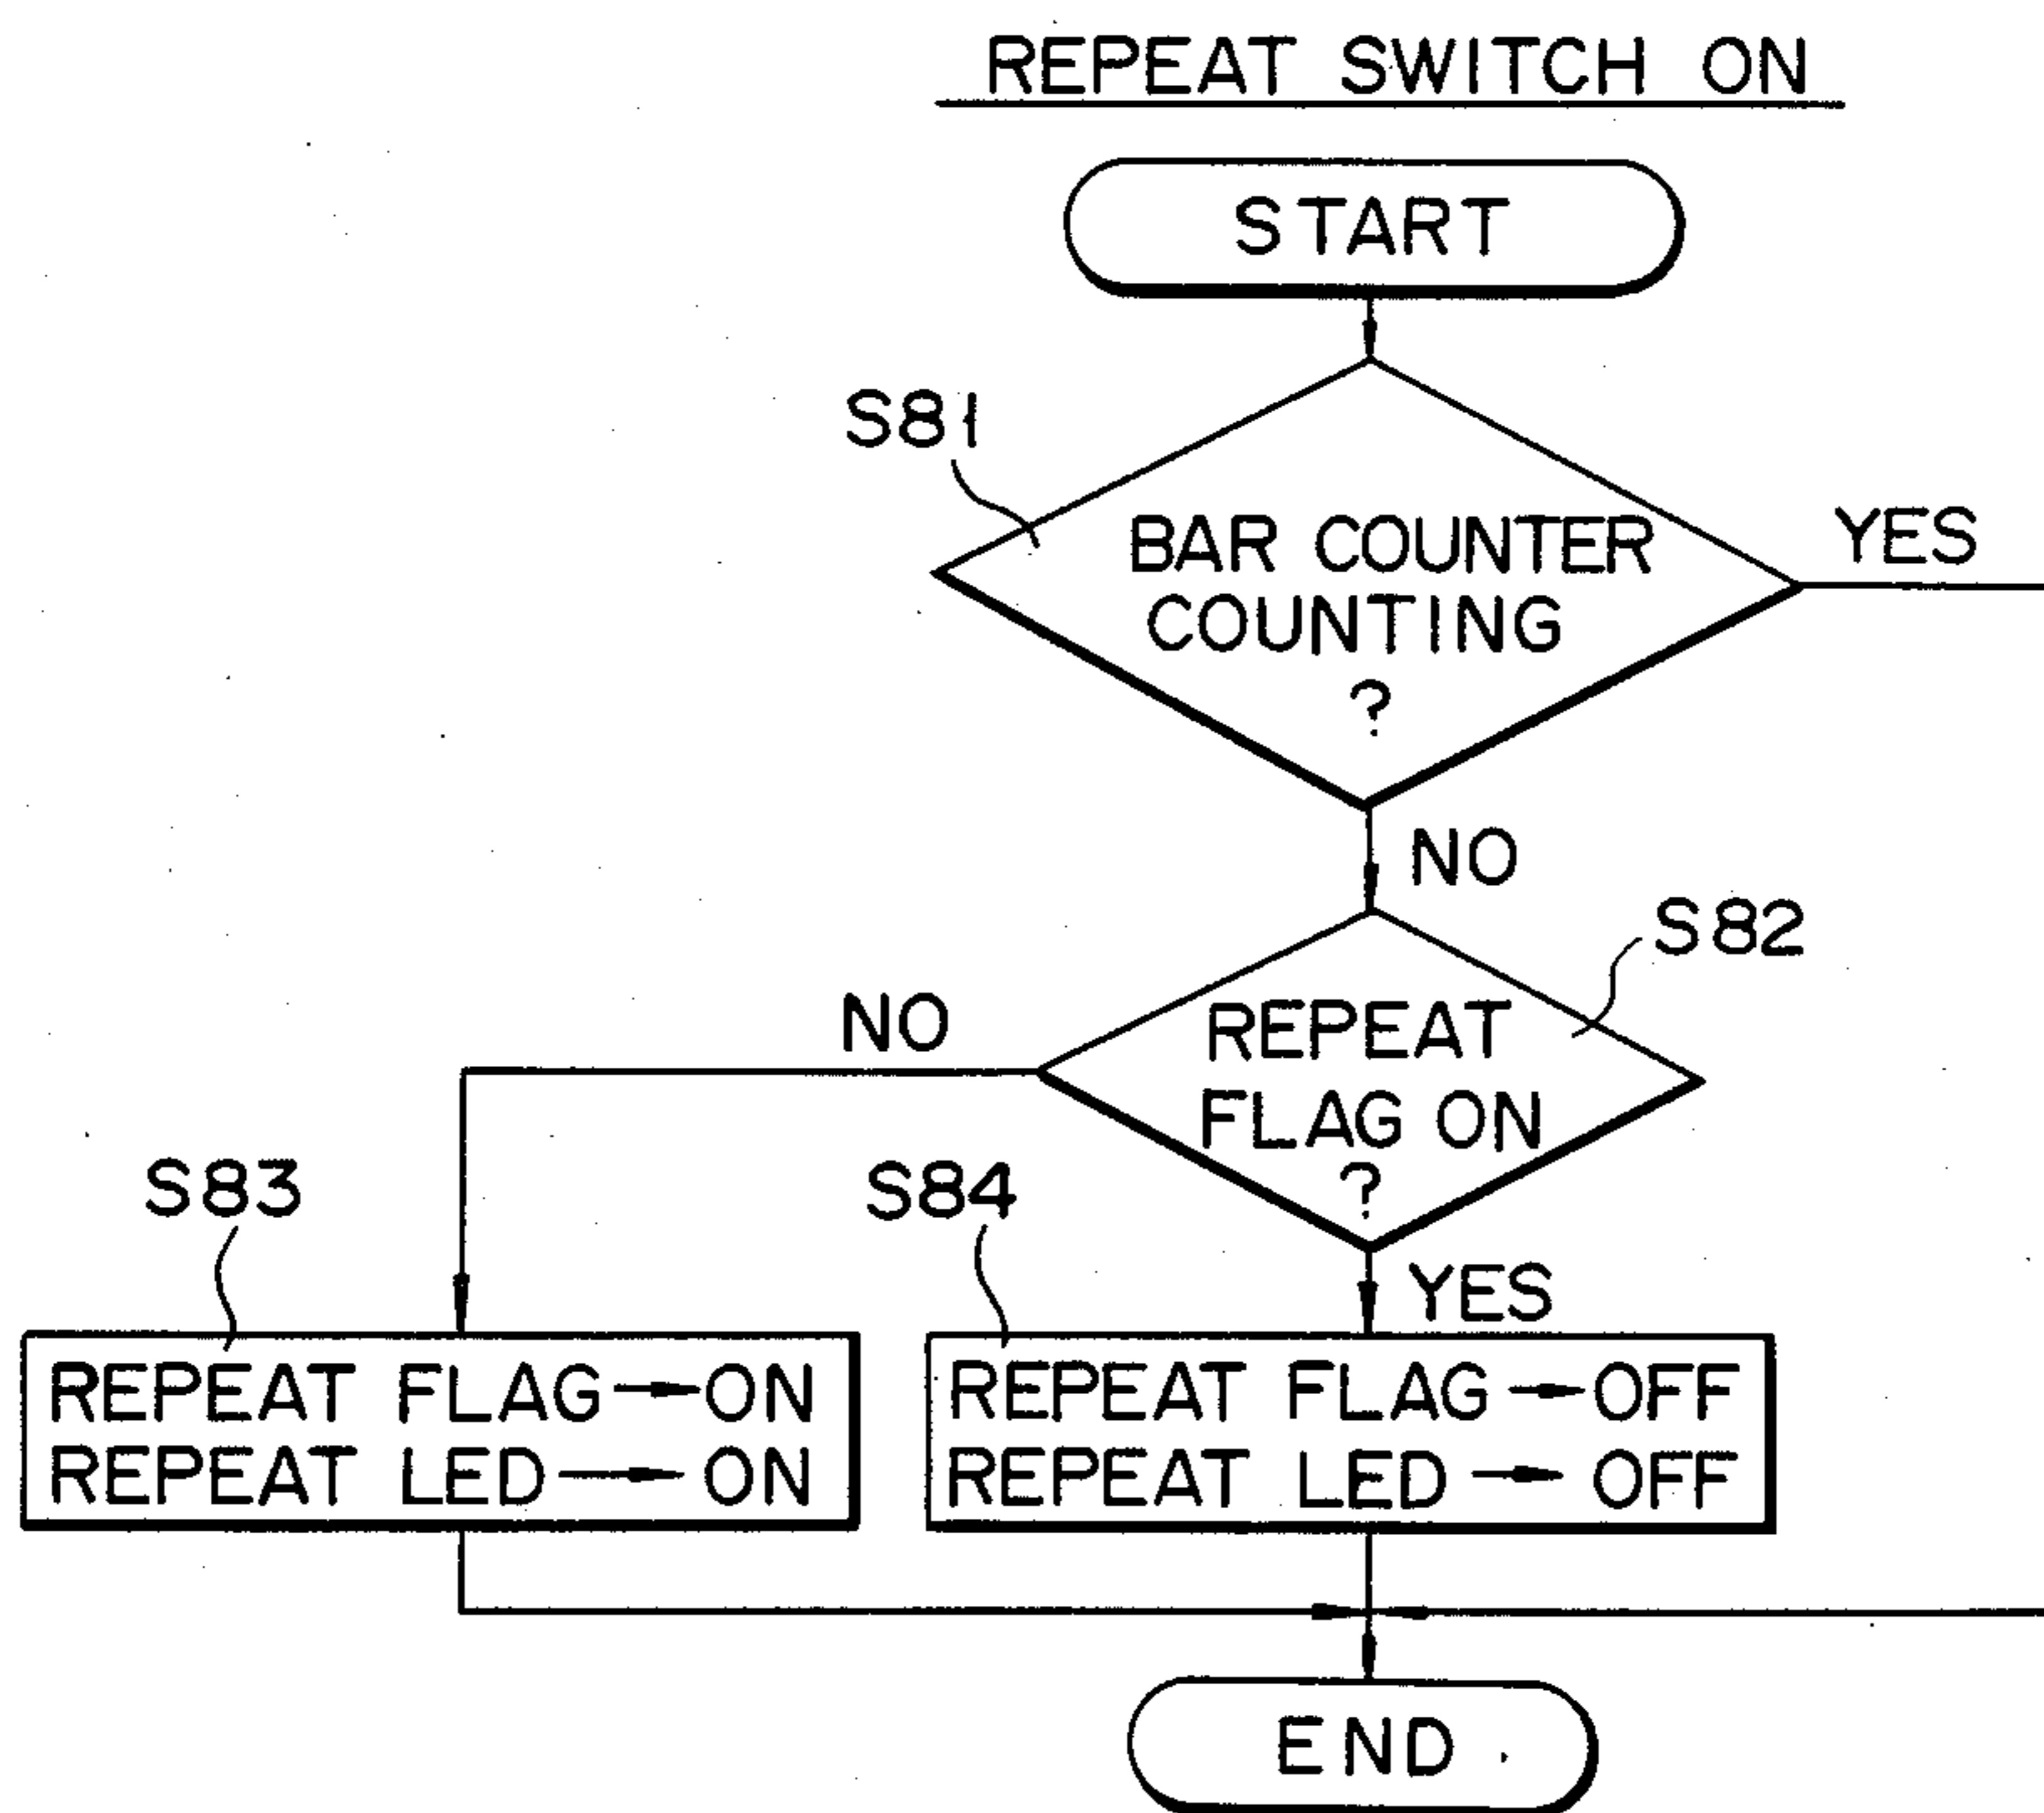 REPEAT SWITCH ON
START
S81
BAR COUNTER
COUNTING
?
YES
NO
S82
REPEAT
FLAG ON
?
NO
YES
S83
REPEAT FLAG→ON
REPEAT LED→ON
S84
REPEAT FLAG→OFF
REPEAT LED→OFF
END